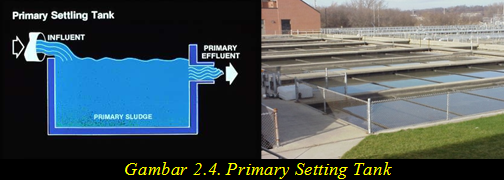 Primary Settling Tank
INFLUENT
PRIMARY
EFFLUENT
PRIMARY SLUDGE
Gambar 2.4. Primary Setting Tank